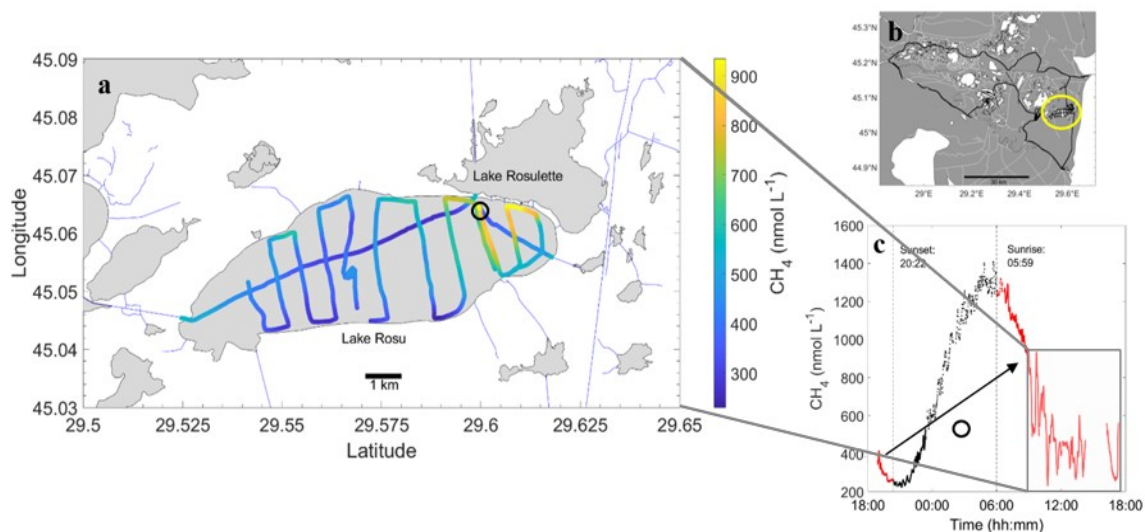 a
45.09
45.08
45.07
45.06
45.05
45.04
45.03
Longitude
29.5
29.525
29.55
29.575
29.6
29.625
29.65
Latitude
Lake Rosulette
Lake Rosu
1 km
900
800
700
600
500
400
300
CH4 (nmol L-1)
b
45.3°N
45.2°N
45.1°N
45°N
44.9°N
29°E
29.2°E
29.4°E
29.6°E
c
1600
1400
1200
1000
800
600
400
200
CH4 (nmol L-1)
Sunset:
20:22
Sunrise:
05:59
18:00
00:00
06:00
12:00
18:00
Time (hh:mm)